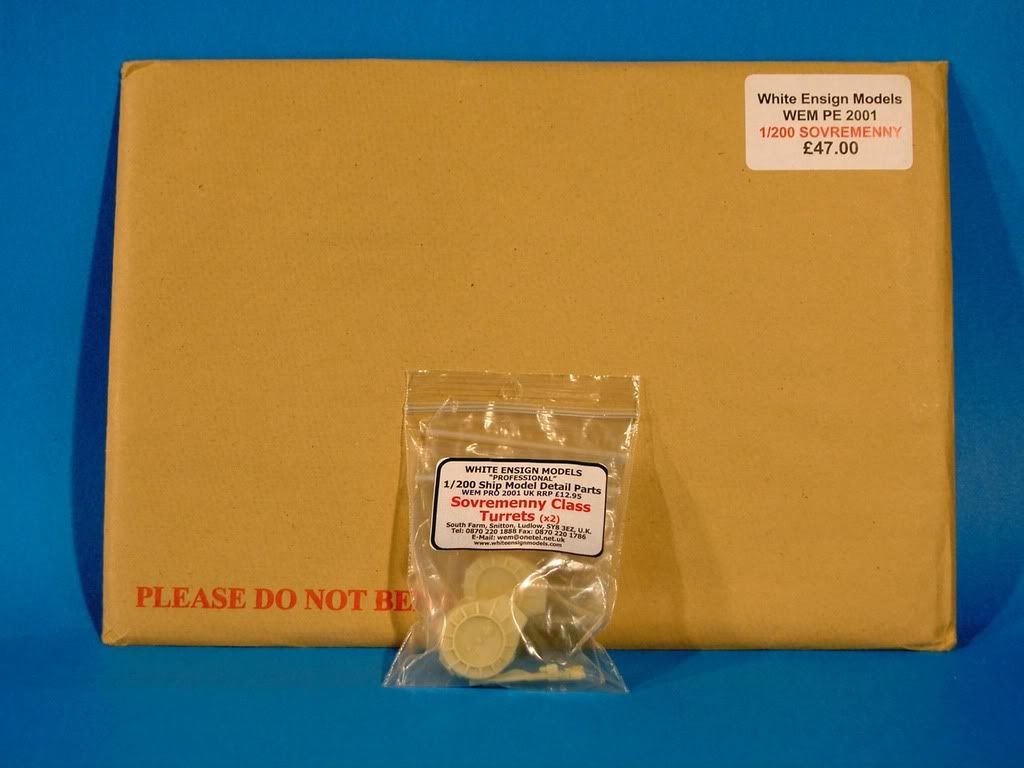 White Ensign Models
WEM PE 2001
1/200 SOVREMENNY
£47.00
WHITE ENSIGN MODELS
"PROFESSIONAL"
1/200 Ship Model Detail Parts
WEM PRO 2001 UK RRP £12.95
Sovremenny Class
Turrets (x2)
South Farm, Snitton, Ludlow, SY8 3EZ, U.K.
Tel: 0870 220 1888 Fax: 0870 220 1786
E-Mail: wem@onetel.net.uk
www.whiteensignmodels.com
PLEASE DO NOT BE